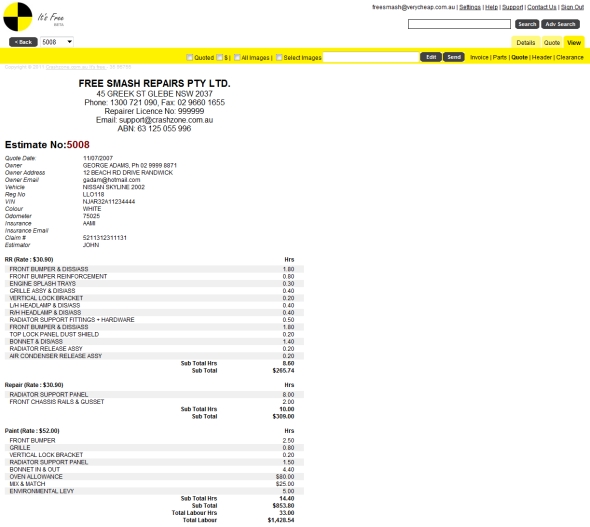 It's Free
BETA
freesmash@verycheap.com.au | Settings | Help | Support | Contact Us | Sign Out
Search Adv Search
< Back 5008
Details Quote View
Quoted $ | All Images | Select images Edit Send Invoice | Parts | Quote | Header | Clearance
FREE SMASH REPAIRS PTY LTD.
45 GREEK ST GLEBE NSW 2037
Phone: 1300 721 090, Fax: 02 9660 1655
Repairer Licence No: 999999
Email: support@crashzone.com.au
ABN: 63 125 055 996
Estimate No:5008
Quote Date 11/07/2007
Owner GEORGE ADAMS, Ph 02 9999 8871
Owner Address 12 BEACH RD DRIVE RANDWICK
Owner Email gadam@hotmail.com
Vehicle NISSAN SKYLINE 2002
Reg No LLO118
VIN NJAR32A11234444
Colour WHITE
Odometer 75025
Insurance AAMI
Insurance Email
Claim # 5211312311131
Estimator JOHN
RR (Rate : $30.90) Hrs
FRONT BUMPER & DISS/ASS 1.80
FRONT BUMPER REINFORCEMENT 0.80
ENGINE SPLASH TRAYS 0.30
GRILLE ASSY & DIS/ASS 0.40
VERTICAL LOCK BRACKET 0.20
L/H HEADLAMP & DIS/ASS 0.40
R/H HEADLAMP & DIS/ASS 0.40
RADIATOR SUPPORT FITTINGS + HARDWARE 0.50
FRONT BUMPER & DISS/ASS 1.80
TOP LOCK PANEL DUST SHIELD 0.20
BONNET & DIS/ASS 1.40
RADIATOR RELEASE ASSY 0.20
AIR CONDENSER RELEASE ASSY 0.20
Sub Total Hrs 8.60
Sub Total $265.74
Repair (Rate : $30.90) Hrs
RADIATOR SUPPORT PANEL 8.00
FRONT CHASSIS RAILS & GUSSET 2.00
Sub Total Hrs 10.00
Sub Total $309.00
Paint (Rate : $52.00) Hrs
FRONT BUMPER 2.50
GRILLE 0.80
VERTICAL LOCK BRACKET 0.20
RADIATOR SUPPORT PANEL 1.50
BONNET IN & OUT 4.40
OVEN ALLOWANCE $80.00
MIX & MATCH $25.00
ENVIRONMENTAL LEVY 5.00
Sub Total Hrs 14.40
Sub Total $853.80
Total Labour Hrs 33.00
Total Labour $1,428.54